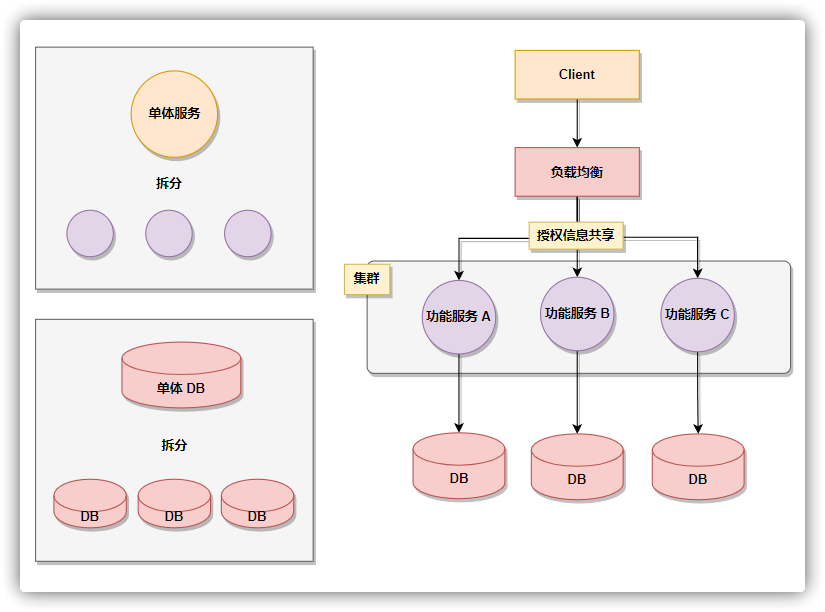 单体服务
拆分
单体 DB
拆分
DB
DB
DB
Client
负载均衡
授权信息共享
集群
功能服务 A
功能服务 B
功能服务 C
DB
DB
DB